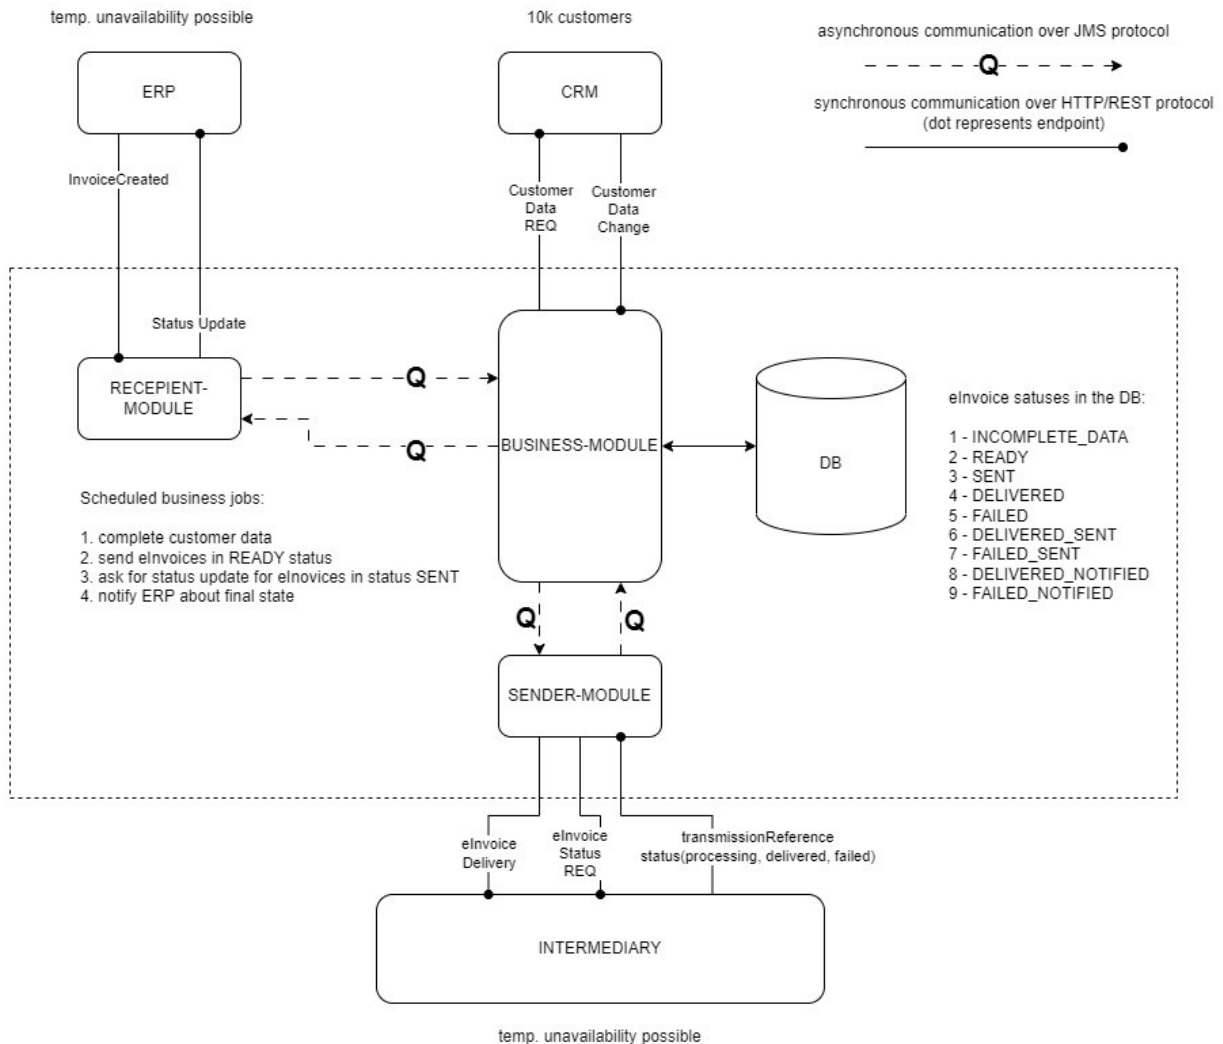 temp. unavailability possible
10k customers
asynchronous communication over JMS protocol
Q
synchronous communication over HTTP/REST protocol
(dot represents endpoint)
ERP
CRM
InvoiceCreated
Status Update
Customer
Data
REQ
Customer
Data
Change
RECEPIENT-
MODULE
Q
Q
BUSINESS-MODULE
DB
eInvoice satuses in the DB:
1 - INCOMPLETE_DATA
2 - READY
3 - SENT
4 - DELIVERED
5 - FAILED
6 - DELIVERED_SENT
7 - FAILED_SENT
8 - DELIVERED_NOTIFIED
9 - FAILED_NOTIFIED
Scheduled business jobs:
1. complete customer data
2. send eInvoices in READY status
3. ask for status update for eInovices in status SENT
4. notify ERP about final state
Q
Q
SENDER-MODULE
eInvoice
Delivery
eInvoice
Status
REQ
transmissionReference
status(processing, delivered, failed)
INTERMEDIARY
temp. unavailability possible